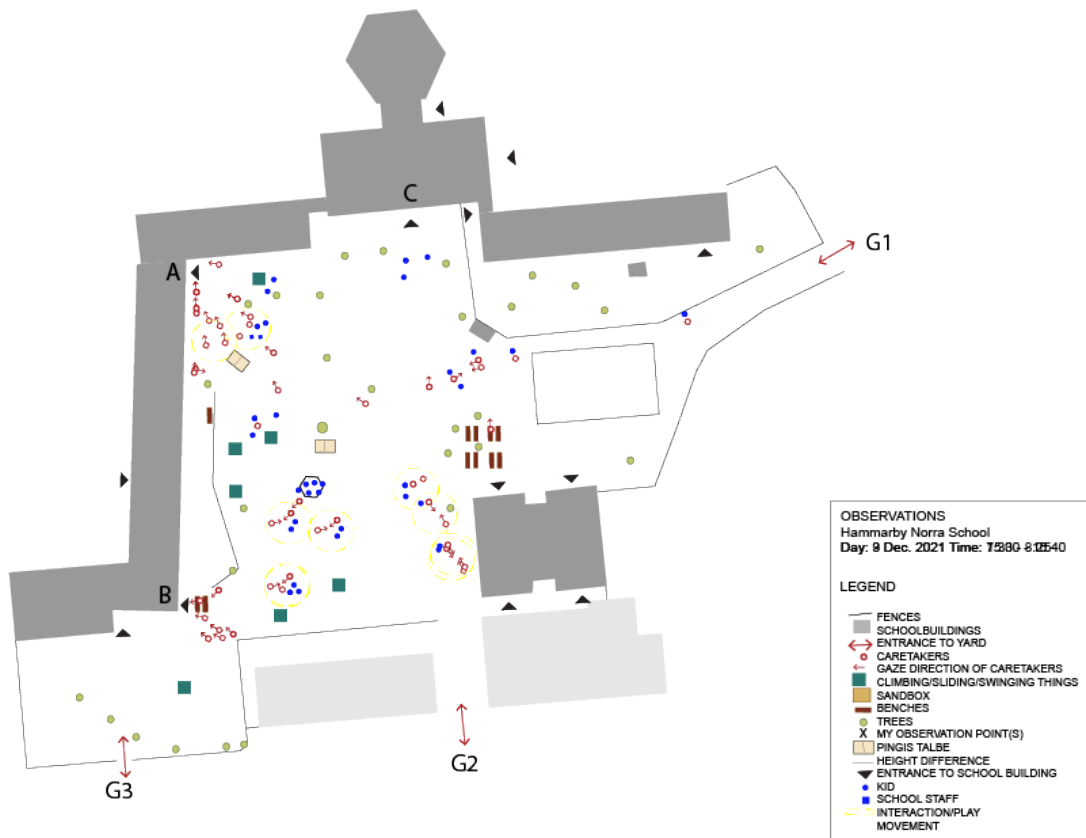 C
G1
A
B
G2
G3
OBSERVATIONS
Hammarby Norra School
Day: Dec. 2021 Time:
LEGEND
FENCES
SCHOOLBUILDINGS
ENTRANCE TO YARD
CARETAKERS
GAZE DIRECTION OF CARETAKERS
CLIMBING/SLIDING/SWINGING THINGS
SANDBOX
BENCHES
TREES
X MY OBSERVATION POINT(S)
PINGIS TALBE
HEIGHT DIFFERENCE
ENTRANCE TO SCHOOL BUILDING
KID
SCHOOL STAFF
INTERACTION/PLAY
MOVEMENT